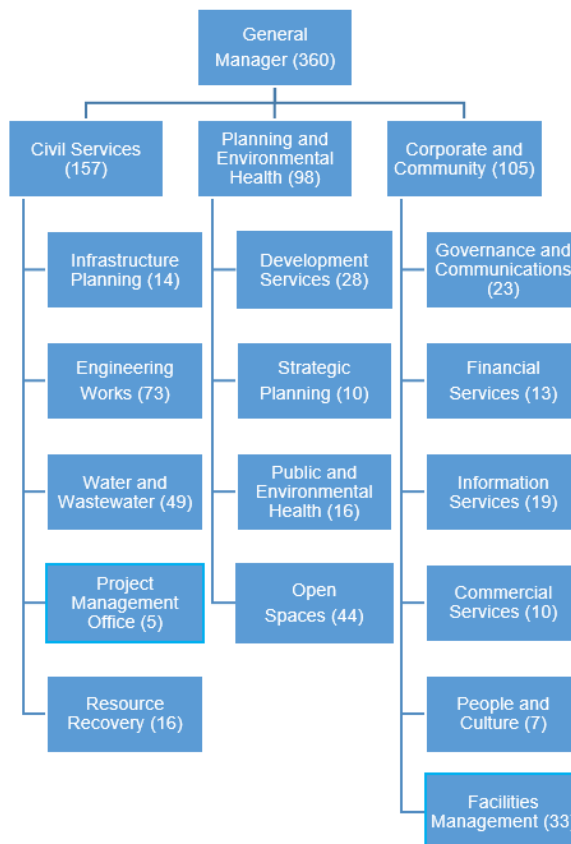 General
Manager (360)
Civil Services
(157)
Planning and
Environmental
Health (98)
Corporate and
Community (105)
Infrastructure
Planning (14)
Development
Services (28)
Governance and
Communications
(23)
Engineering
Works (73)
Strategic
Planning (10)
Financial
Services (13)
Water and
Wastewater (49)
Public and
Environmental
Health (16)
Information
Services (19)
Project
Management
Office (5)
Open
Spaces (44)
Commercial
Services (10)
Resource
Recovery (16)
People and
Culture (7)
Facilities
Management (33)